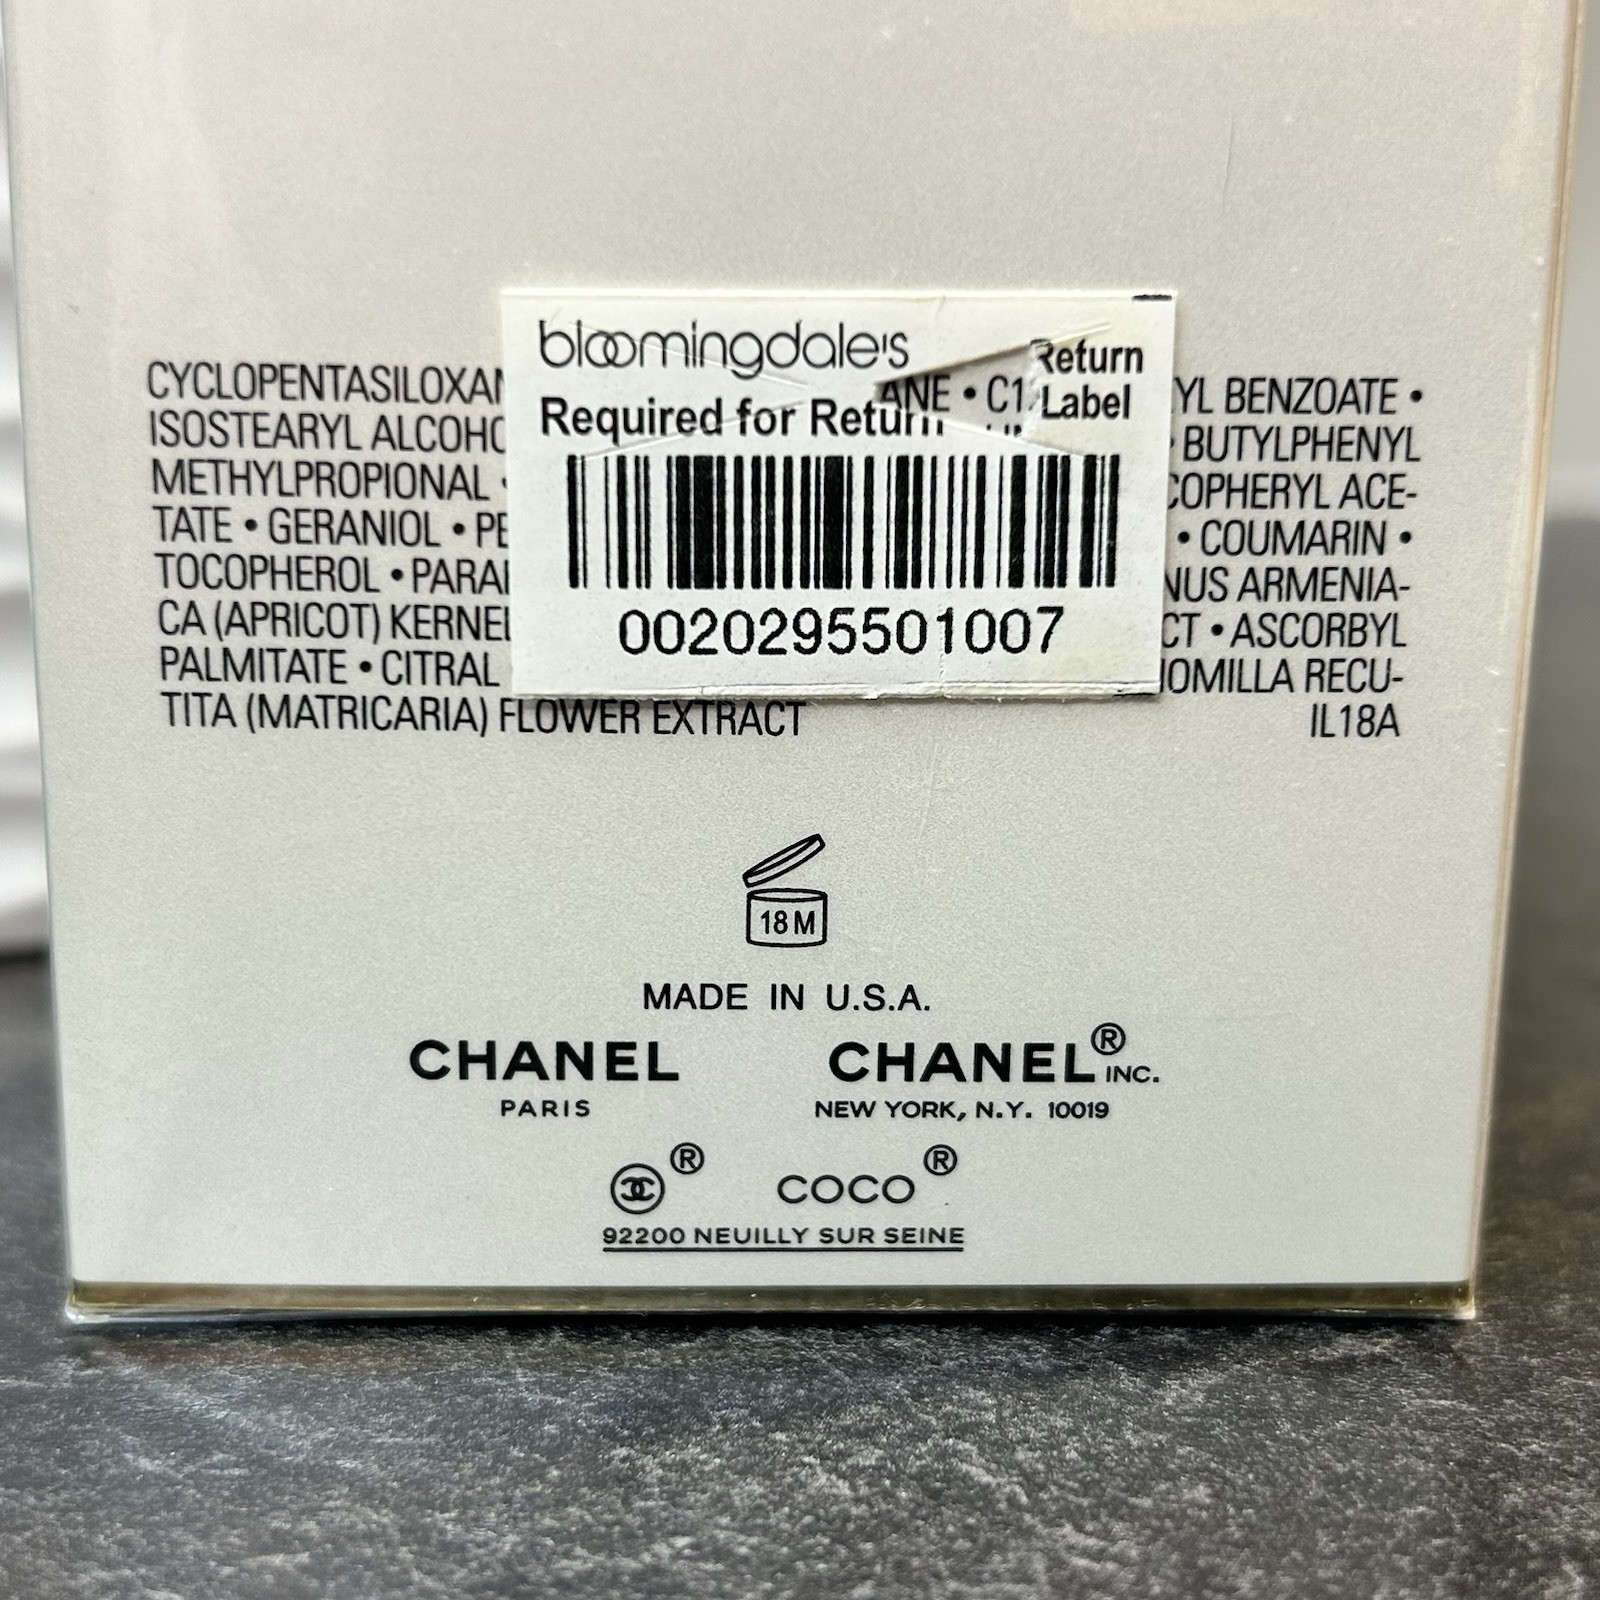 bloomingdale's Return
Required for Return Label
0020295501007
CYCLOPENTASILOXAN ANE • C1 YL BENZOATE •
ISOSTEARYL ALCOHO • BUTYLPHENYL
METHYLPROPIONAL • COPHERYL ACE-
TATE • GERANIOL • PE • COUMARIN •
TOCOPHEROL • PARA NUS ARMENIA-
CA (APRICOT) KERNEL CT • ASCORBYL
PALMITATE • CITRAL OMILLA RECU-
TITA (MATRICARIA) FLOWER EXTRACT IL18A
18 M
MADE IN U.S.A.
CHANEL CHANEL® INC.
PARIS NEW YORK, N.Y. 10019
® COCO®
92200 NEUILLY SUR SEINE